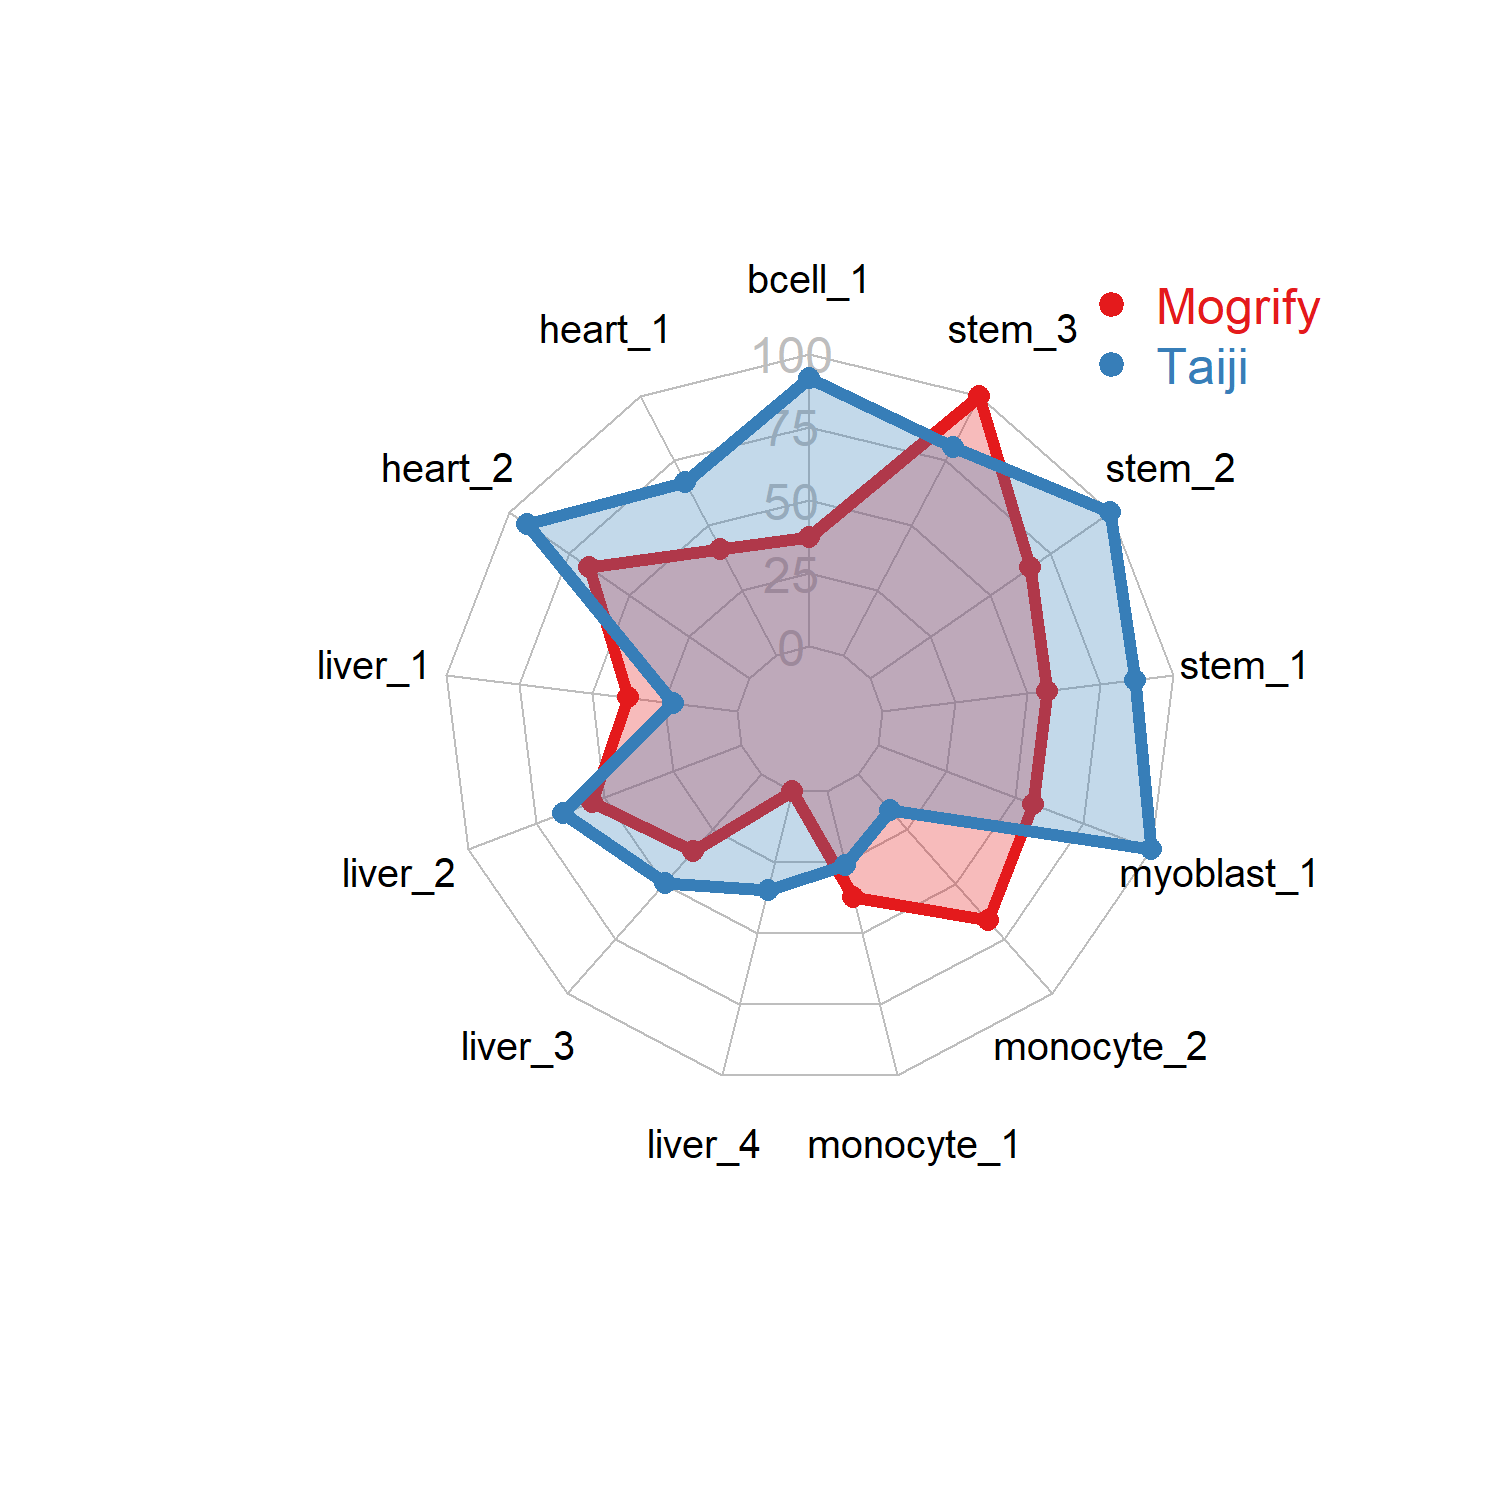 bcell_1
heart_1
stem_3
Mogrify
Taiji
100
75
50
25
0
heart_2
stem_2
liver_1
stem_1
liver_2
myoblast_1
liver_3
monocyte_2
liver_4
monocyte_1